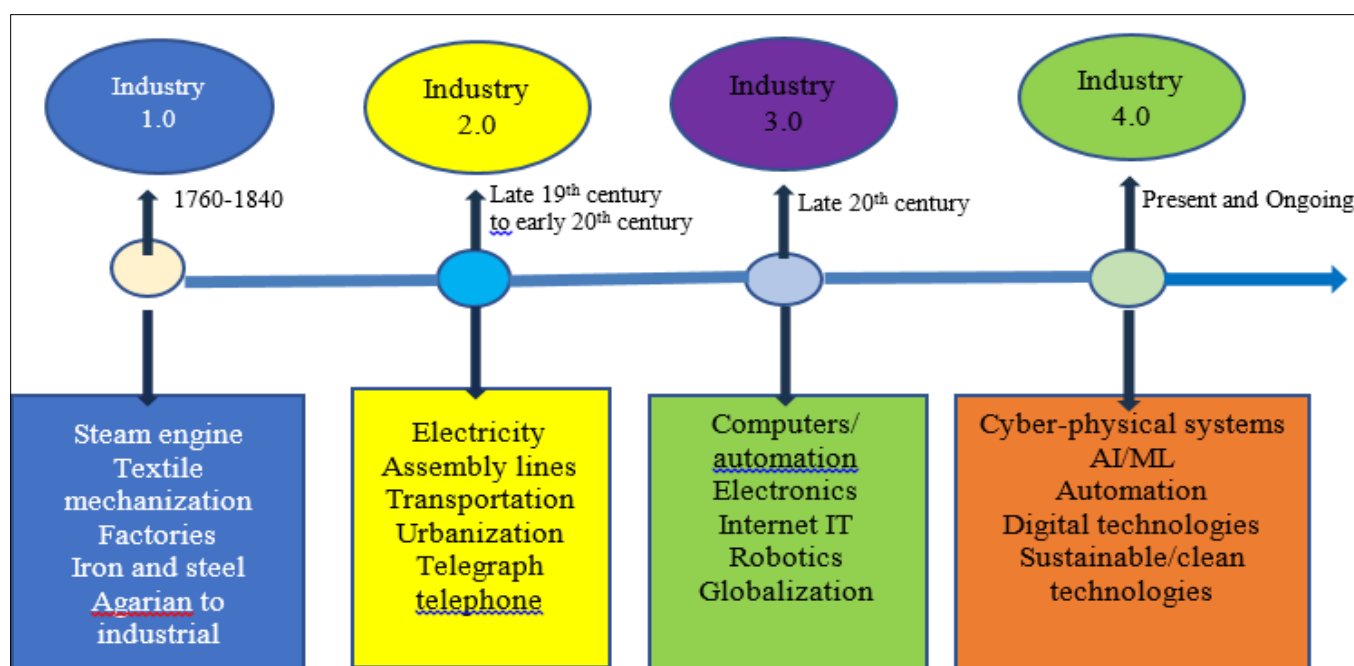 Industry
1.0
Industry
2.0
Industry
3.0
Industry
4.0
1760-1840
Late 19th century
to early 20th century
Late 20th century
Present and Ongoing
Steam engine
Textile
mechanization
Factories
Iron and steel
Agarian to
industrial
Electricity
Assembly lines
Transportation
Urbanization
Telegraph
telephone
Computers/
automation
Electronics
Internet IT
Robotics
Globalization
Cyber-physical systems
AI/ML
Automation
Digital technologies
Sustainable/clean
technologies